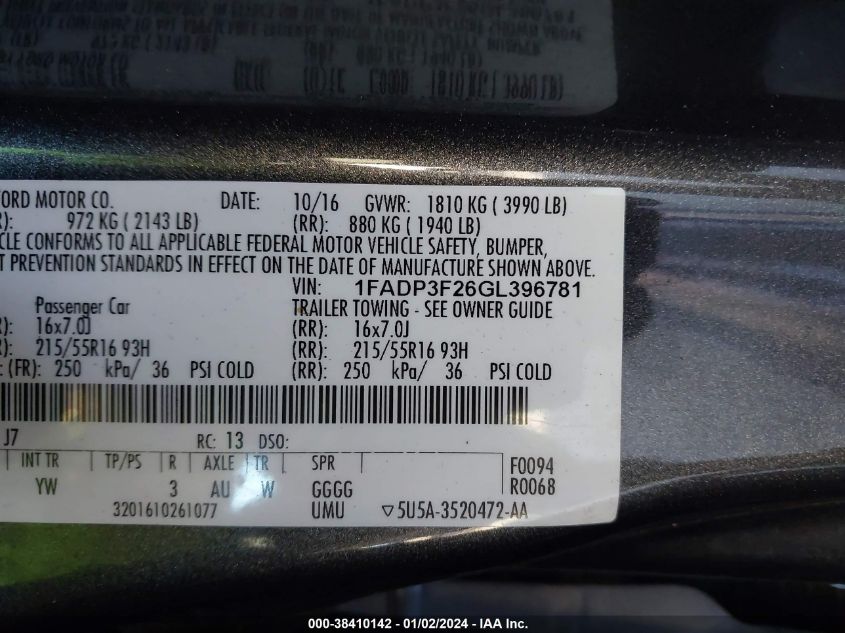 FORD MOTOR CO. DATE: 10/16 GVWR: 1810 KG ( 3990 LB)
R): 972 KG ( 2143 LB) (RR): 880 KG ( 1940 LB)
CLE CONFORMS TO ALL APPLICABLE FEDERAL MOTOR VEHICLE SAFETY, BUMPER,
T PREVENTION STANDARDS IN EFFECT ON THE DATE OF MANUFACTURE SHOWN ABOVE.
VIN: 1FADP3F26GL396781
Passenger Car TRAILER TOWING - SEE OWNER GUIDE
R): 16x7.0J (RR): 16x7.0J
R): 215/55R16 93H (RR): 215/55R16 93H
: (FR): 250 kPa/ 36 PSI COLD (RR): 250 kPa/ 36 PSI COLD
J7 RC: 13 DSO:
INT TR TP/PS R AXLE TR SPR F0094
YW 3 AU W GGGG R0068
3201610261077 UMU ▽5U5A-3520472-AA
000-38410142 - 01/02/2024 - IAA Inc.